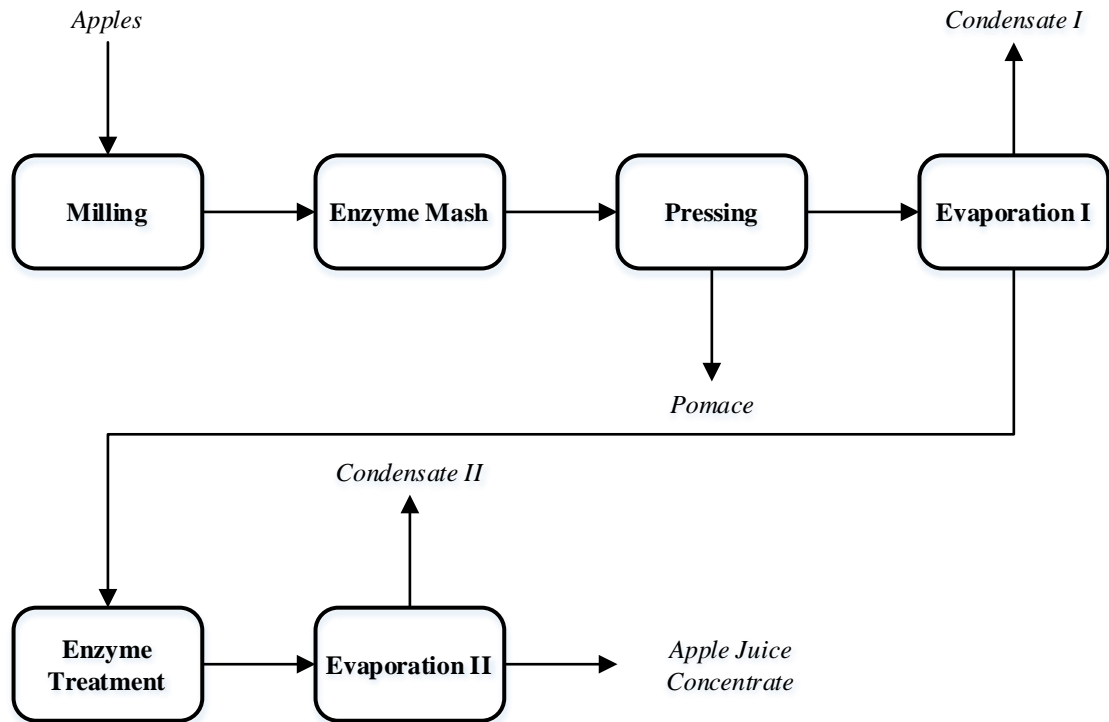 Apples
Condensate I
Milling
Enzyme Mash
Pressing
Evaporation I
Pomace
Condensate II
Enzyme
Treatment
Evaporation II
Apple Juice
Concentrate